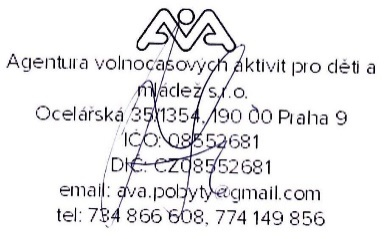 AVA
Agentura volnočasových aktivit pro děti a
mládež s.r.o.
Ocelářská 35/1354, 190 00 Praha 9
IČO: 08552681
DIČ: CZ08552681
email: ava.pobyty@gmail.com
tel: 734 866 608, 774 149 856